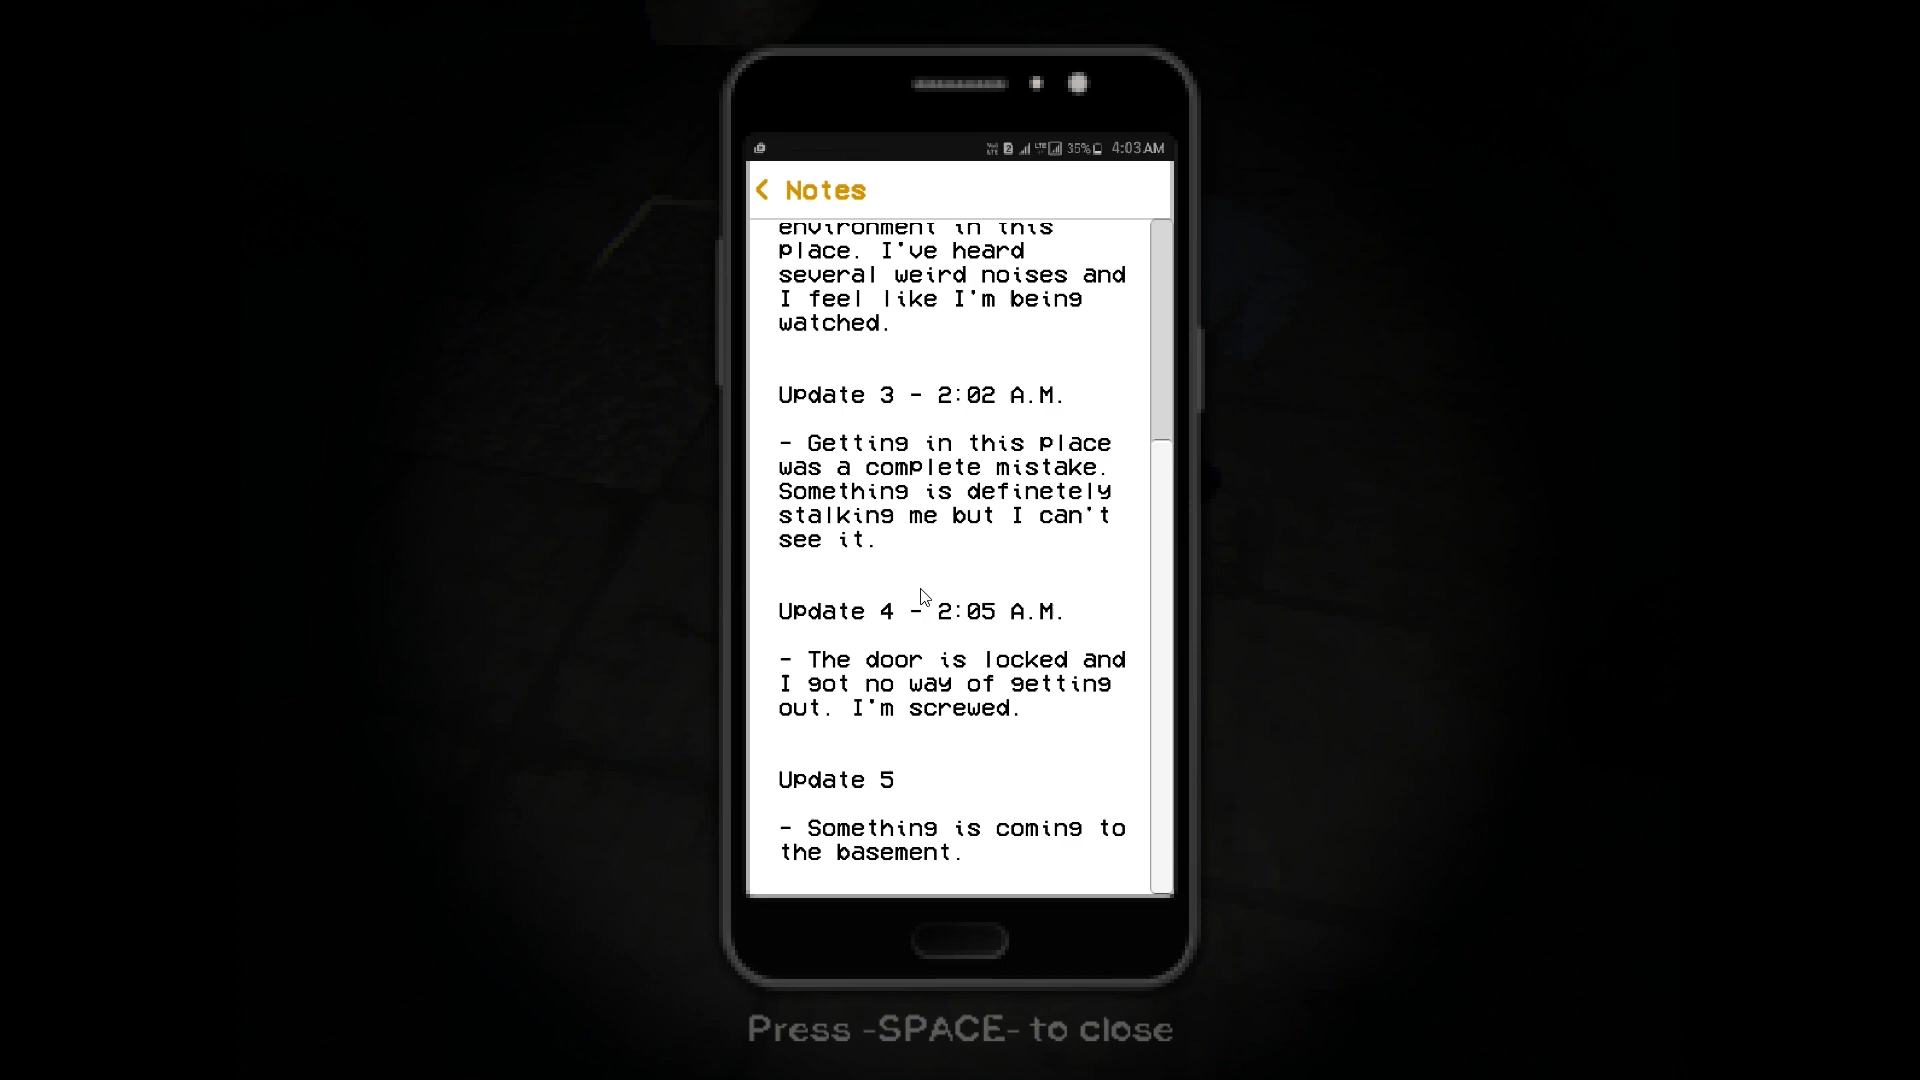 35% 4:03 AM
< Notes
environment in this
place. I've heard
several weird noises and
I feel like I'm being
watched.
Update 3 - 2:02 A.M.
- Getting in this place
was a complete mistake.
Something is definetely
stalking me but I can't
see it.
Update 4 - 2:05 A.M.
- The door is locked and
I got no way of getting
out. I'm screwed.
Update 5
- Something is coming to
the basement.
Press -SPACE- to close